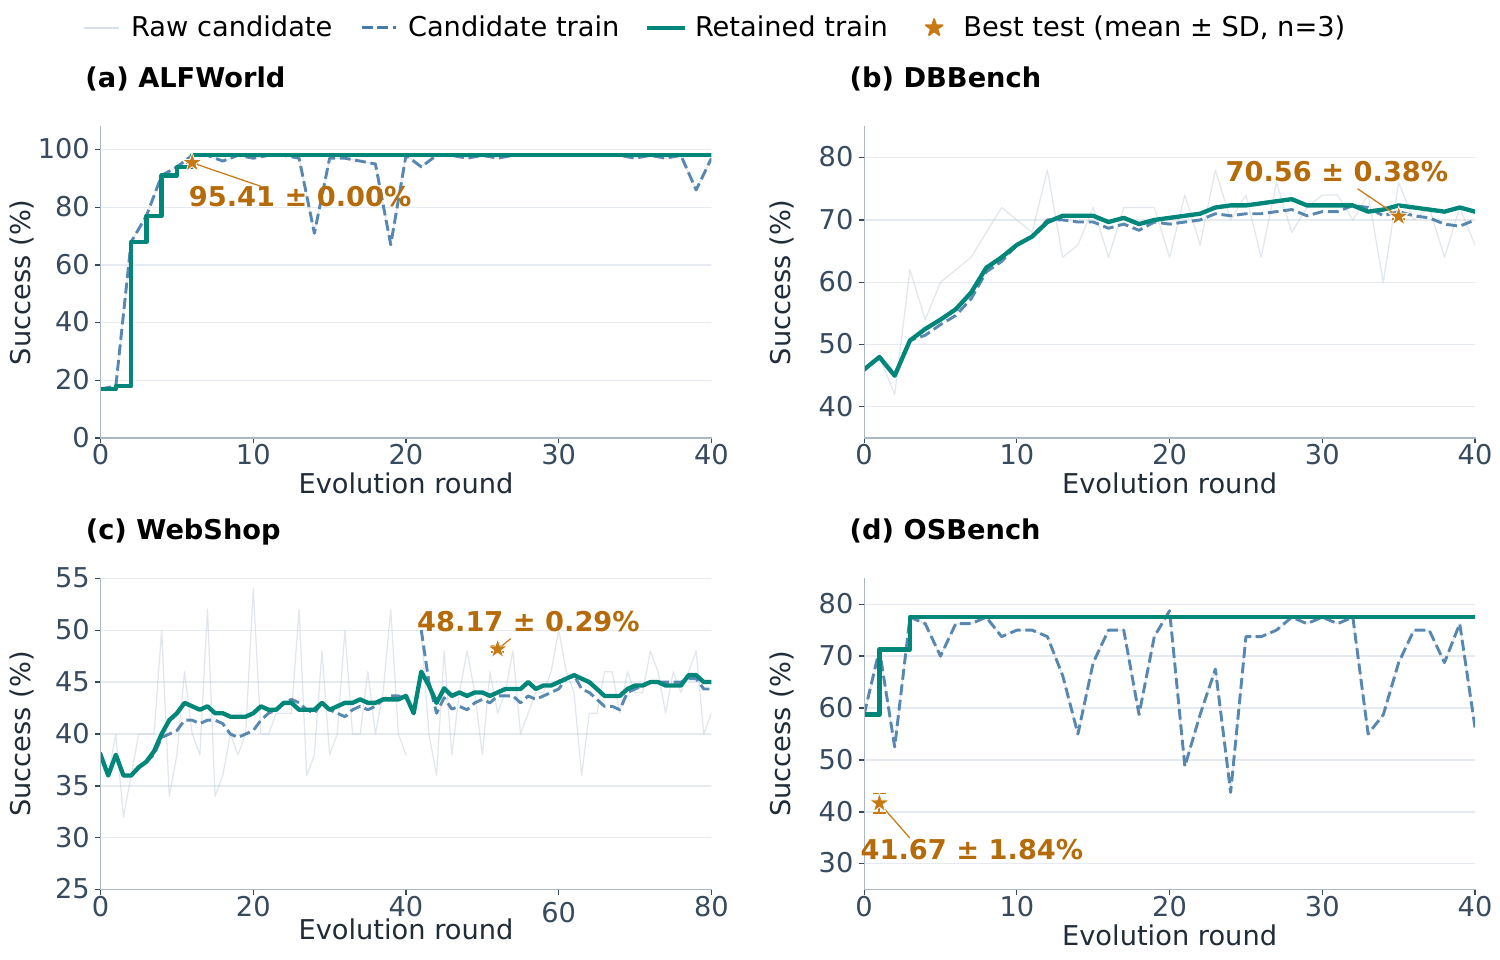 Raw candidate Candidate train Retained train Best test (mean ± SD, n=3)
(a) ALFWorld
100
80
60
40
20
0
Success (%)
95.41 ± 0.00%
0 10 20 30 40
Evolution round
(b) DBBench
80
70
60
50
40
Success (%)
70.56 ± 0.38%
0 10 20 30 40
Evolution round
(c) WebShop
55
50
45
40
35
30
25
Success (%)
48.17 ± 0.29%
0 20 40 60 80
Evolution round
(d) OSBench
80
70
60
50
40
30
Success (%)
41.67 ± 1.84%
0 10 20 30 40
Evolution round